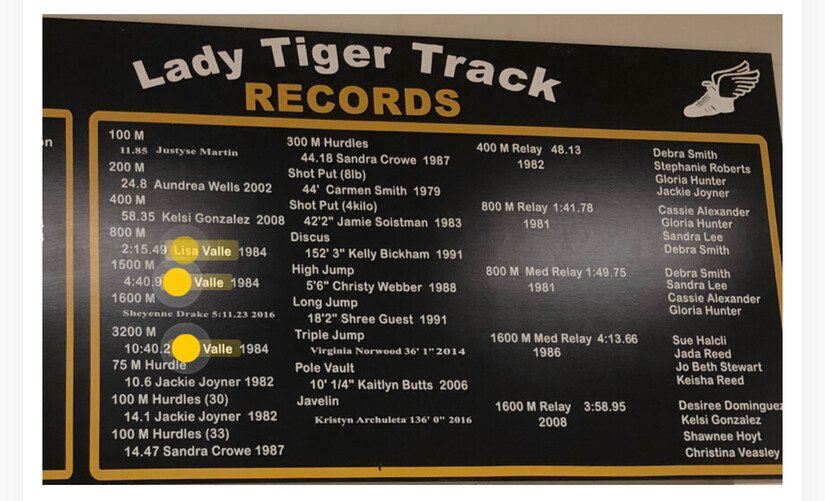 Lady Tiger Track
RECORDS
100 M
11.85 Justyse Martin
200 M
24.8 Aundrea Wells 2002
400 M
58.35 Kelsi Gonzalez 2008
800 M
2:15.49 Lisa Valle 1984
1500 M
4:40.9 Valle 1984
1600 M
Sheyenne Drake 5:11.23 2016
3200 M
10:40.2 Valle 1984
75 M Hurdle
10.6 Jackie Joyner 1982
100 M Hurdles (30)
14.1 Jackie Joyner 1982
100 M Hurdles (33)
14.47 Sandra Crowe 1987
300 M Hurdles
44.18 Sandra Crowe 1987
Shot Put (8lb)
44' Carmen Smith 1979
Shot Put (4kilo)
42'2" Jamie Soistman 1983
Discus
152' 3" Kelly Bickham 1991
High Jump
5'6" Christy Webber 1988
Long Jump
18'2" Shree Guest 1991
Triple Jump
Virginia Norwood 36' 1" 2014
Pole Vault
10' 1/4" Kaitlyn Butts 2006
Javelin
Kristyn Archuleta 136' 0" 2016
400 M Relay 48.13
1982
Debra Smith
Stephanie Roberts
Gloria Hunter
Jackie Joyner
800 M Relay 1:41.78
1981
Cassie Alexander
Gloria Hunter
Sandra Lee
Debra Smith
800 M Med Relay 1:49.75
1981
Debra Smith
Sandra Lee
Cassie Alexander
Gloria Hunter
1600 M Med Relay 4:13.66
1986
Sue Halcli
Jada Reed
Jo Beth Stewart
Keisha Reed
1600 M Relay 3:58.95
2008
Desiree Dominguez
Kelsi Gonzalez
Shawnee Hoyt
Christina Veasley